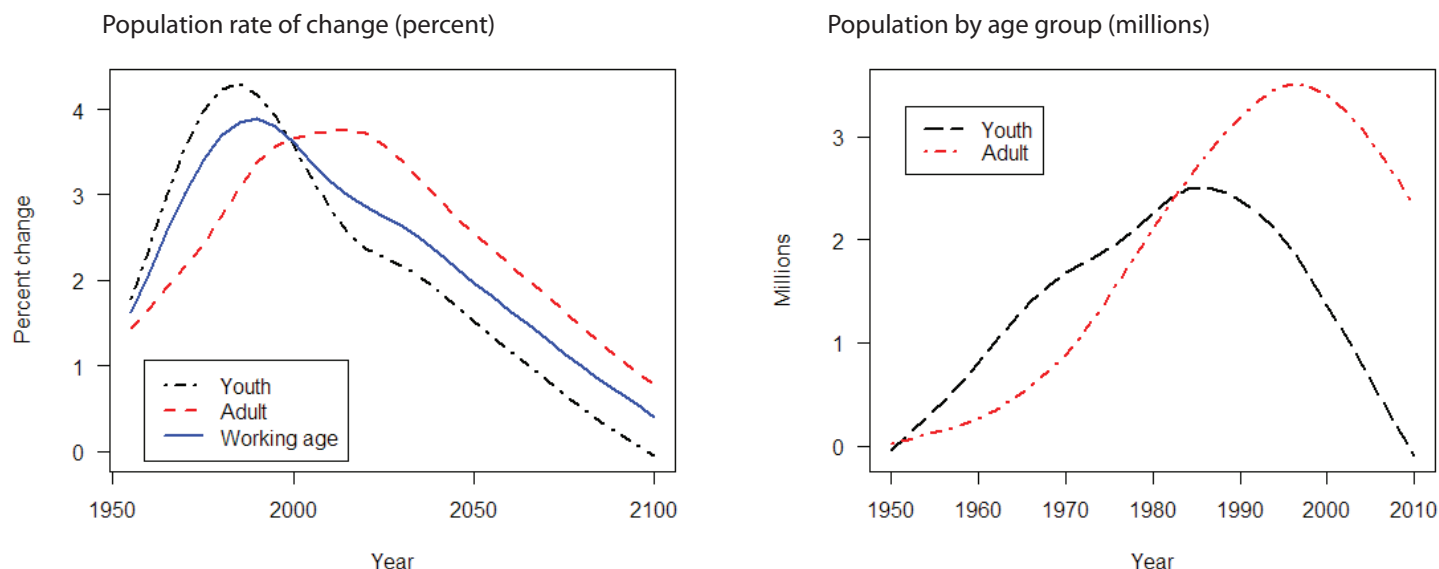 Population rate of change (percent)
Percent change
4
3
2
1
0
Youth
Adult
Working age
1950 2000 2050 2100
Year
Population by age group (millions)
Millions
3
2
1
0
Youth
Adult
1950 1960 1970 1980 1990 2000 2010
Year